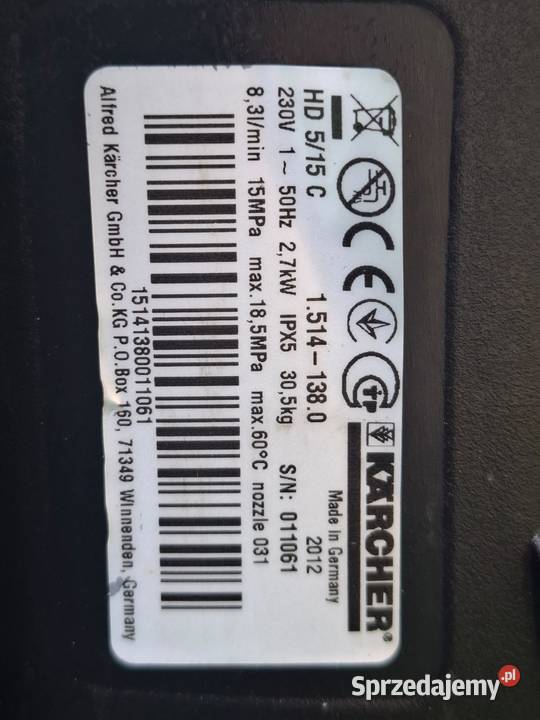 KÄRCHER®
Made in Germany
HD 5/15 C 1.514-138.0 2012
230V 1~ 50Hz 2,7kW IPX5 30,5kg S/N: 011061
8,3l/min 15MPa max.18,5MPa max.60°C nozzle 031
15141380011061
Alfred Kärcher GmbH & Co.KG P.O.Box 160, 71349 Winnenden, Germany
Sprzedajemy.pl